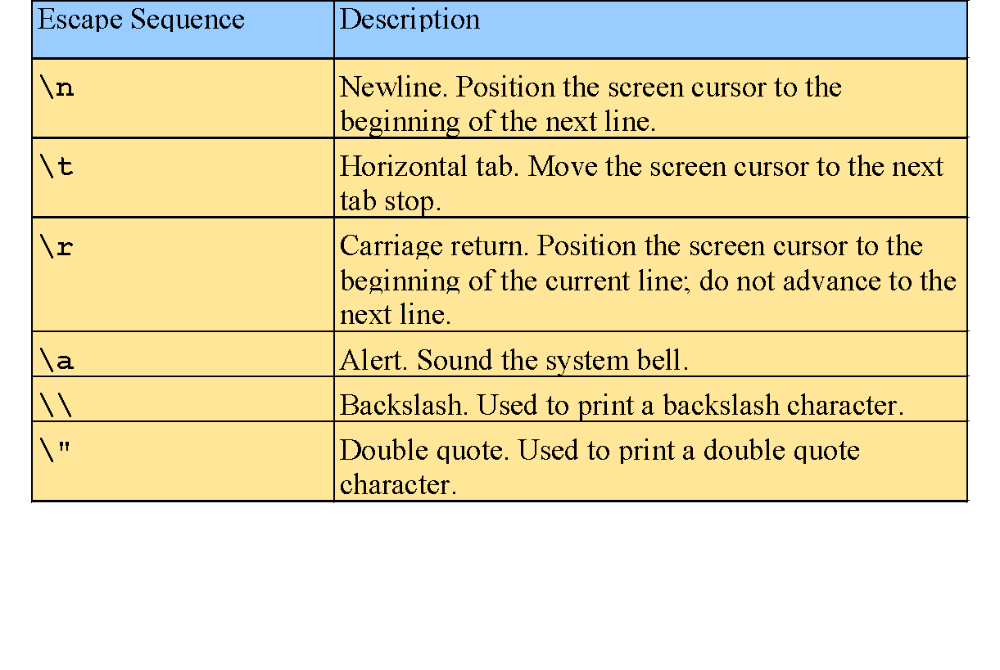 Escape Sequence Description
\n Newline. Position the screen cursor to the
beginning of the next line.
\t Horizontal tab. Move the screen cursor to the next
tab stop.
\r Carriage return. Position the screen cursor to the
beginning of the current line; do not advance to the
next line.
\a Alert. Sound the system bell.
\\ Backslash. Used to print a backslash character.
\" Double quote. Used to print a double quote
character.